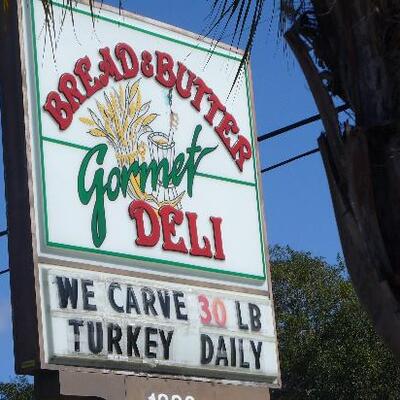 BREAD & BUTTER
Gormet
DELI
WE CARVE 30 LB
TURKEY DAILY